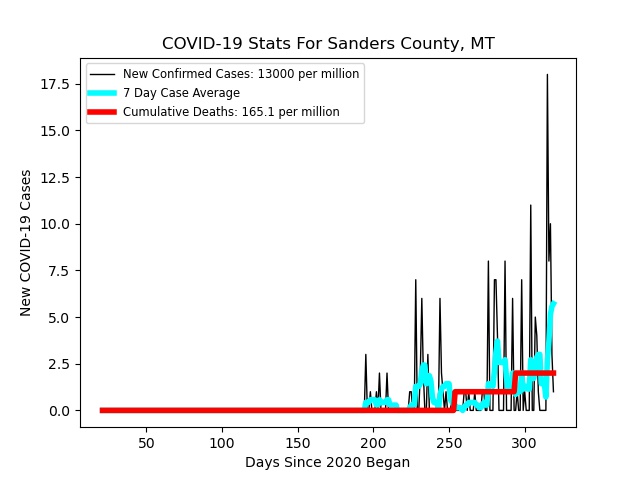 COVID-19 Stats For Sanders County, MT
New Confirmed Cases: 13000 per million
7 Day Case Average
Cumulative Deaths: 165.1 per million
17.5
15.0
12.5
10.0
7.5
5.0
2.5
0.0
New COVID-19 Cases
50 100 150 200 250 300
Days Since 2020 Began